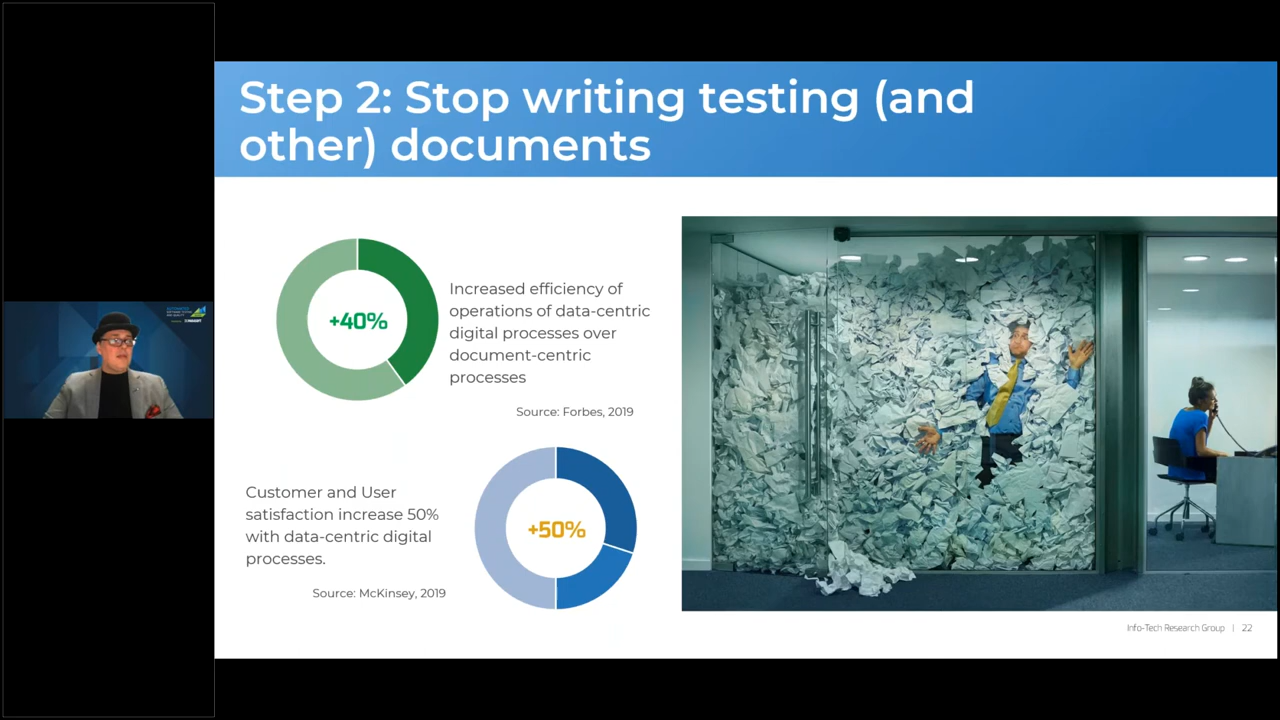 Step 2: Stop writing testing (and
other) documents
+40%
Increased efficiency of
operations of data-centric
digital processes over
document-centric
processes
Source: Forbes, 2019
Customer and User
satisfaction increase 50%
with data-centric digital
processes.
Source: McKinsey, 2019
+50%
Info-Tech Research Group | 22